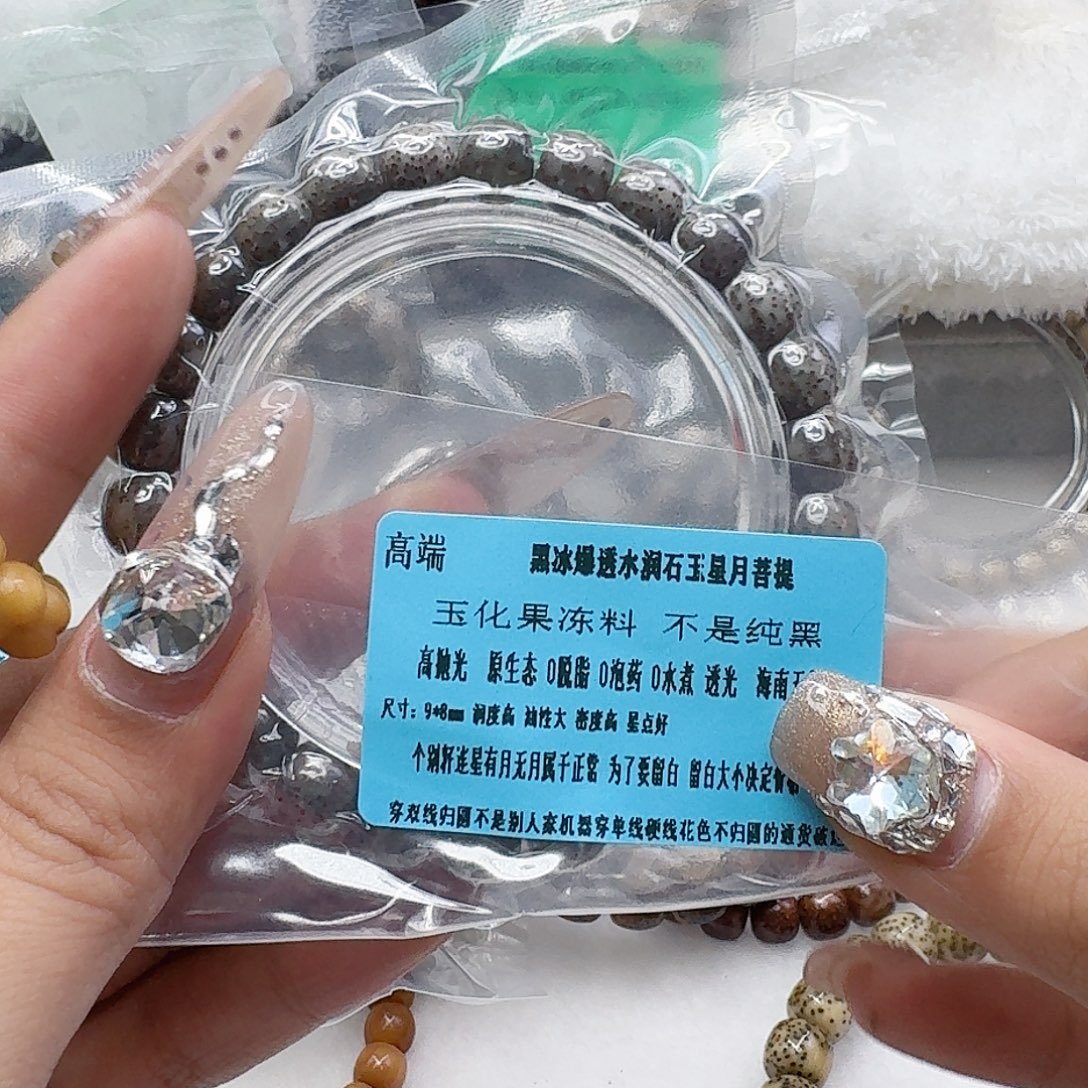 高端 黑冰爆透水润石玉星月菩提
玉化果冻料 不是纯黑
高抛光 原生态 0脱脂 0泡药 0水煮 透光 海南
尺寸：9*8mm 润度高 油性大 密度高 星点好
个别籽连星有月无月属于正常 为了要留白 留白大小决定
穿双线归圆不是别人家机器穿单线硬线花色不归圆的通货